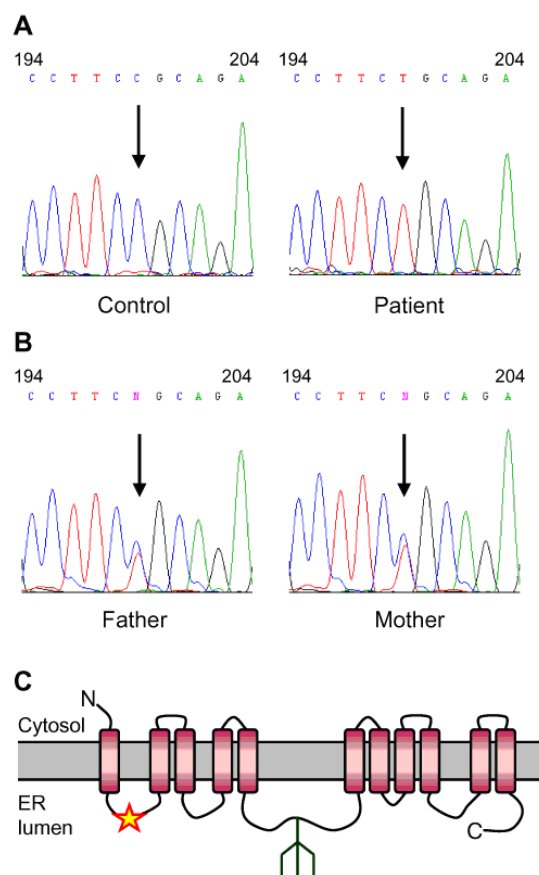 A
194 204 194 204
C C T T C C G C A G A C C T T C T G C A G A
Control Patient
B
194 204 194 204
C C T T C N G C A G A C C T T C N G C A G A
Father Mother
C
N
Cytosol
ER
lumen
C